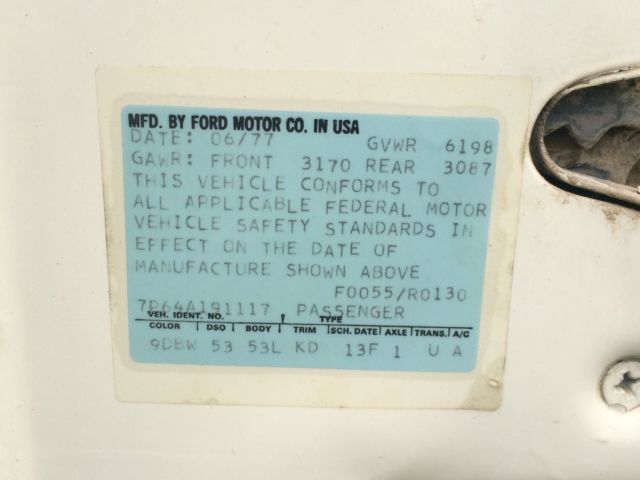 MFD. BY FORD MOTOR CO. IN USA
DATE: 06/77 GVWR 6198
GAWR: FRONT 3170 REAR 3087
THIS VEHICLE CONFORMS TO
ALL APPLICABLE FEDERAL MOTOR
VEHICLE SAFETY STANDARDS IN
EFFECT ON THE DATE OF
MANUFACTURE SHOWN ABOVE
F0055/R0130
7P64A191117 PASSENGER
VEH. IDENT. NO. TYPE
COLOR DSO BODY TRIM SCH. DATE AXLE TRANS. A/C
9DBW 53 53L KD 13F 1 U A